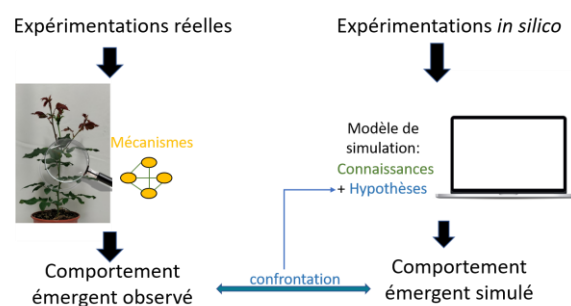 Expérimentations réelles
Expérimentations in silico
Mécanismes
Modèle de
simulation:
Connaissances
+ Hypothèses
Comportement
émergent observé
confrontation
Comportement
émergent simulé